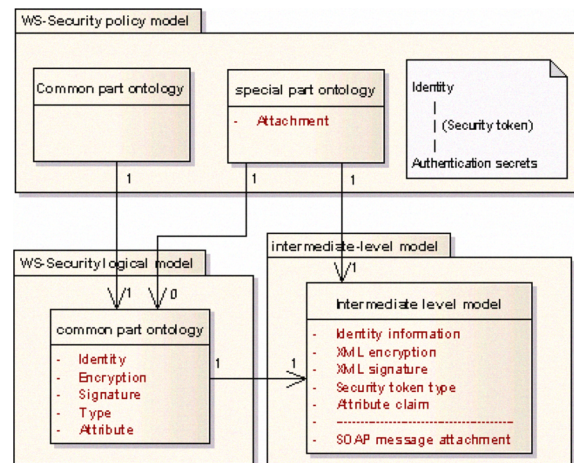 WS-Security policy model
Common part ontology
special part ontology
- Attachment
Identity
|
| (Security token)
|
Authentication secrets
1
1
1
WS-Security logical model
intermediate-level model
1
0
1
common part ontology
- Identity
- Encryption
- Signature
- Type
- Attribute
1
1
Intermediate level model
- Identity information
- XML encryption
- XML signature
- Security token type
- Attribute claim
- ------------------------------------
- SOAP message attachment